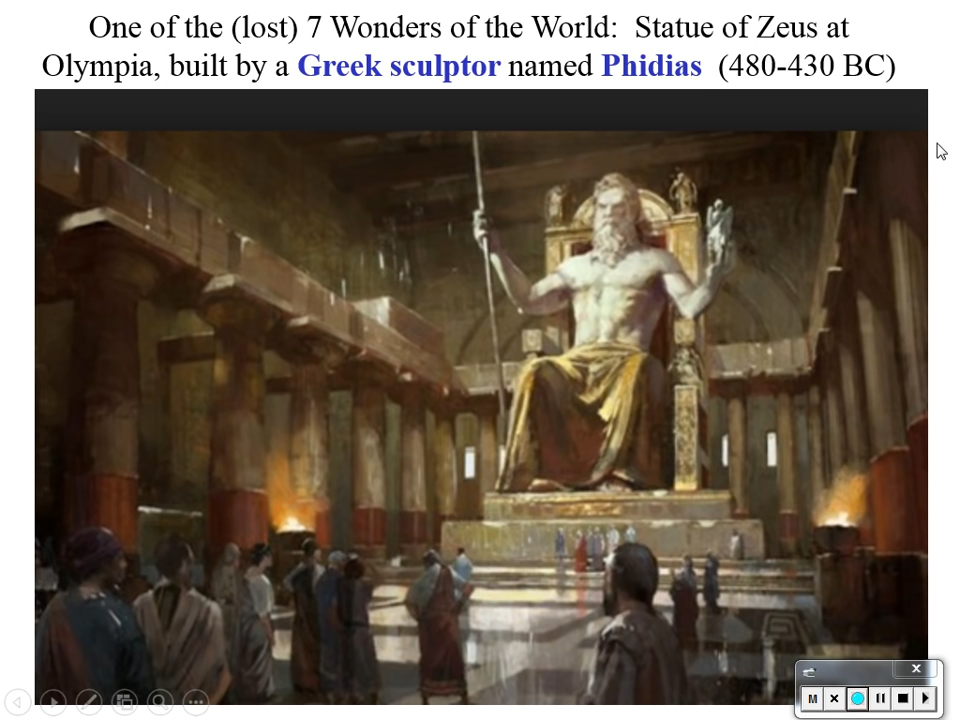 One of the (lost) 7 Wonders of the World: Statue of Zeus at
Olympia, built by a Greek sculptor named Phidias (480-430 BC)
M